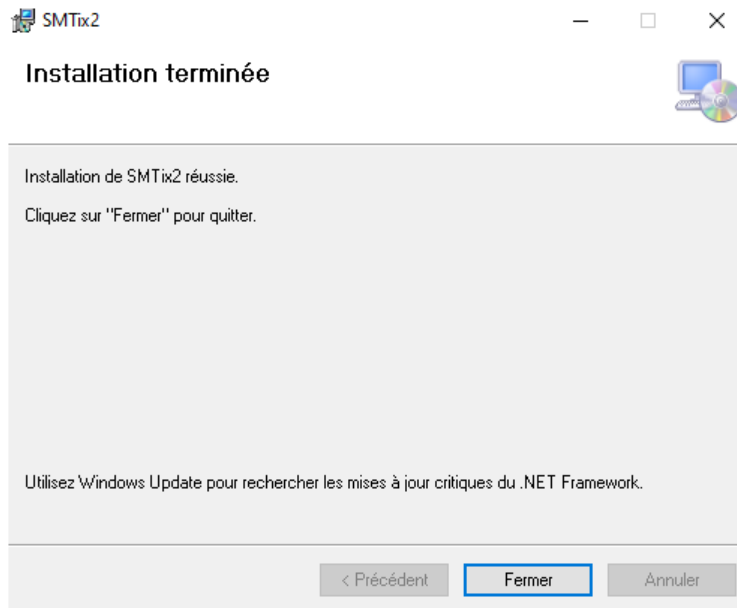 SMTix2
Installation terminée
Installation de SMTix2 réussie.
Cliquez sur "Fermer" pour quitter.
Utilisez Windows Update pour rechercher les mises à jour critiques du .NET Framework.
< Précédent
Fermer
Annuler